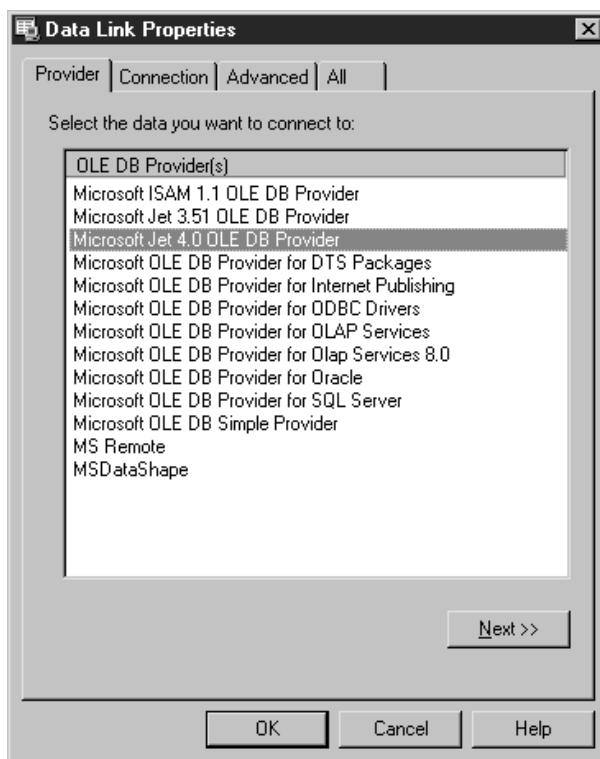 Data Link Properties
Provider Connection Advanced All
Select the data you want to connect to:
OLE DB Provider(s)
Microsoft ISAM 1.1 OLE DB Provider
Microsoft Jet 3.51 OLE DB Provider
Microsoft Jet 4.0 OLE DB Provider
Microsoft OLE DB Provider for DTS Packages
Microsoft OLE DB Provider for Internet Publishing
Microsoft OLE DB Provider for ODBC Drivers
Microsoft OLE DB Provider for OLAP Services
Microsoft OLE DB Provider for Olap Services 8.0
Microsoft OLE DB Provider for Oracle
Microsoft OLE DB Provider for SQL Server
Microsoft OLE DB Simple Provider
MS Remote
MSDataShape
Next >>
OK Cancel Help